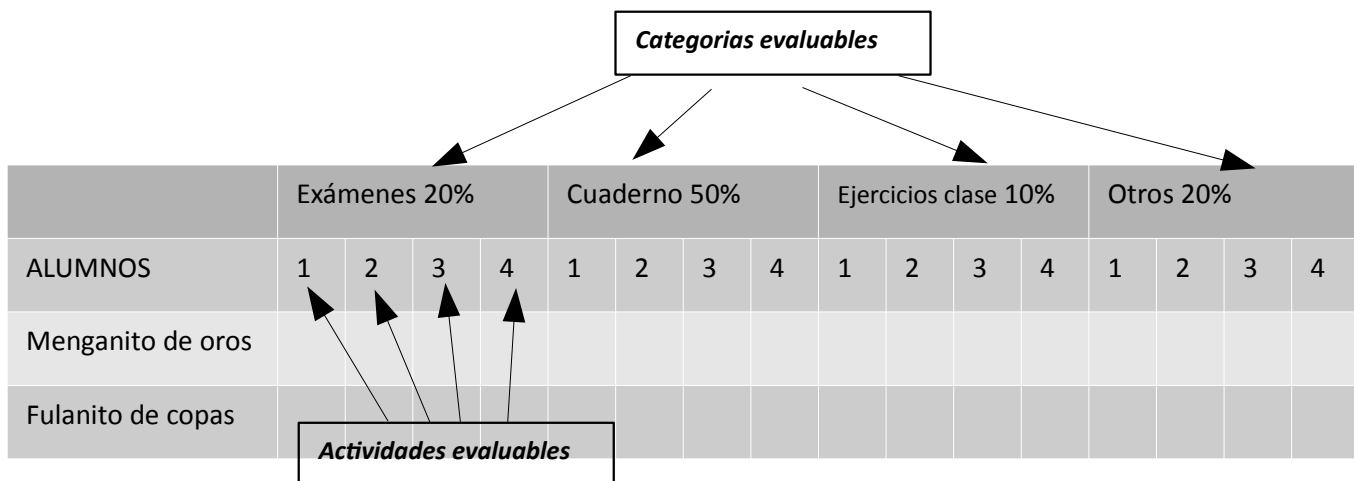 Categorias evaluables
Exámenes 20% Cuaderno 50% Ejercicios clase 10% Otros 20%
ALUMNOS 1 2 3 4 1 2 3 4 1 2 3 4 1 2 3 4
Menganito de oros
Fulanito de copas
Actividades evaluables